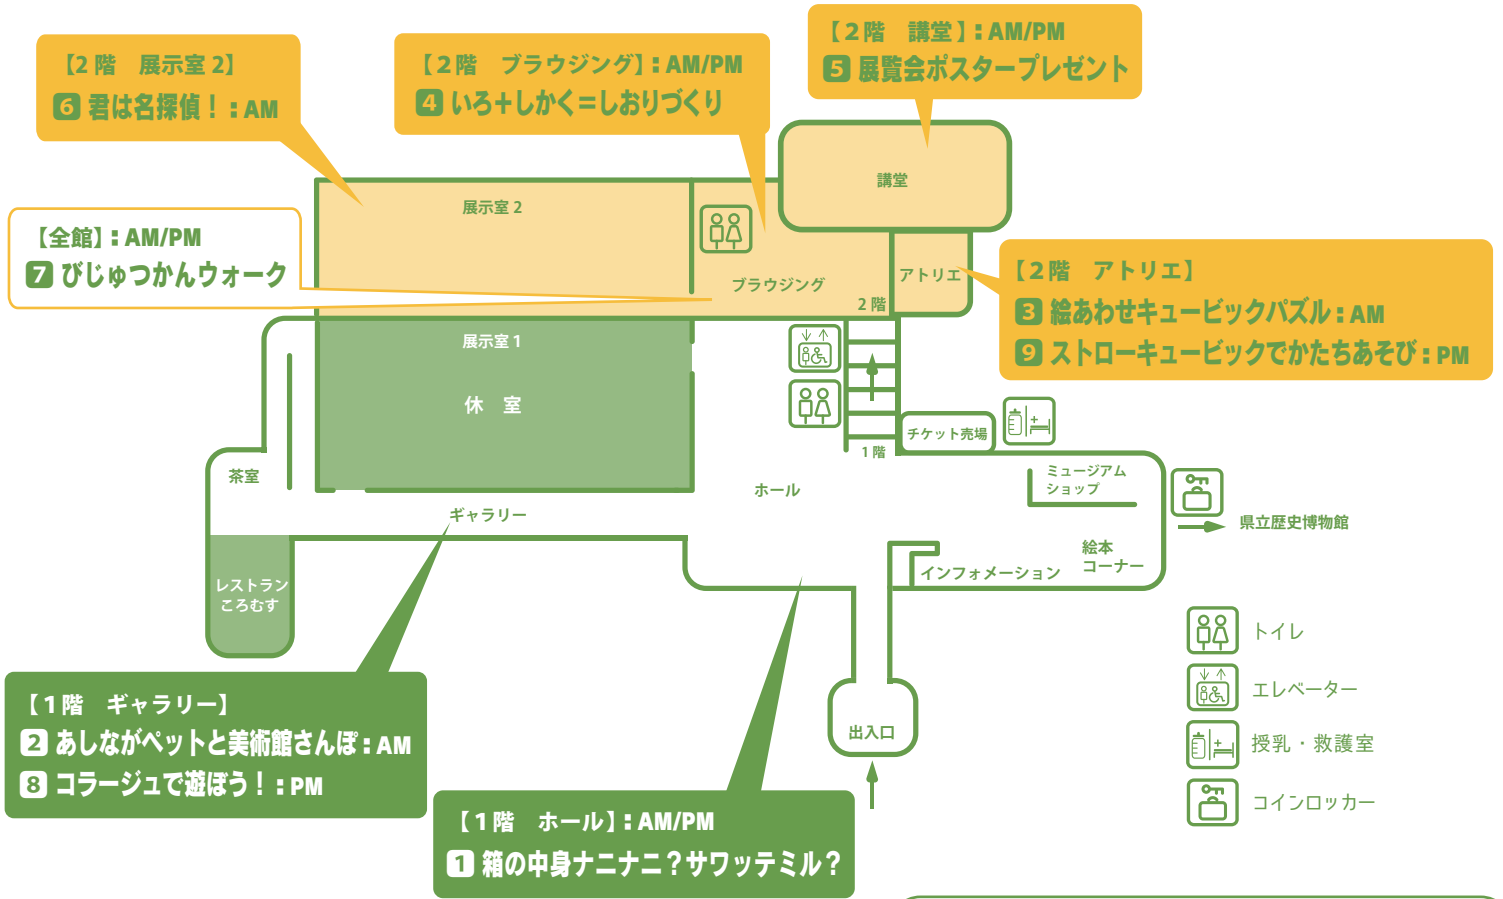 【2階　展示室2】
6 君は名探偵！：AM
【2階　ブラウジング】：AM/PM
4 いろ＋しかく＝しおりづくり
【2階　講堂】：AM/PM
5 展覧会ポスタープレゼント
【全館】：AM/PM
7 びじゅつかんウォーク
展示室 2
講堂
ブラウジング
2階
アトリエ
【2階　アトリエ】
3 絵あわせキュービックパズル：AM
9 ストローキュービックでかたちあそび：PM
展示室 1
休　室
チケット売場
1階
茶室
ギャラリー
ホール
ミュージアム
ショップ
県立歴史博物館
絵本
コーナー
インフォメーション
レストラン
ころむす
出入口
トイレ
エレベーター
授乳・救護室
コインロッカー
【1階　ギャラリー】
2 あしながペットと美術館さんぽ：AM
8 コラージュで遊ぼう！：PM
【1階　ホール】：AM/PM
1 箱の中身ナニナニ？サワッテミル？